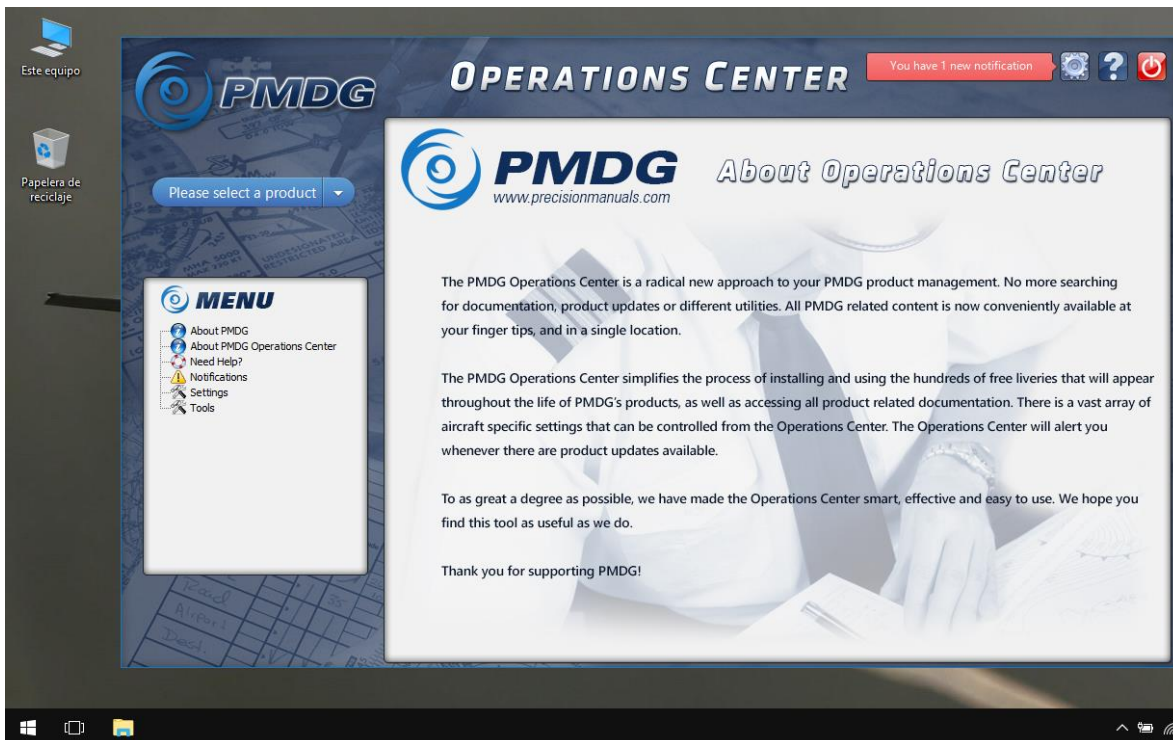 Este equipo
Papelera de
reciclaje
PMDG
OPERATIONS CENTER
You have 1 new notification
?
Please select a product
PMDG
www.precisionmanuals.com
About Operations Center
MENU
About PMDG
About PMDG Operations Center
Need Help?
Notifications
Settings
Tools
The PMDG Operations Center is a radical new approach to your PMDG product management. No more searching
for documentation, product updates or different utilities. All PMDG related content is now conveniently available at
your finger tips, and in a single location.
The PMDG Operations Center simplifies the process of installing and using the hundreds of free liveries that will appear
throughout the life of PMDG's products, as well as accessing all product related documentation. There is a vast array of
aircraft specific settings that can be controlled from the Operations Center. The Operations Center will alert you
whenever there are product updates available.
To as great a degree as possible, we have made the Operations Center smart, effective and easy to use. We hope you
find this tool as useful as we do.
Thank you for supporting PMDG!
Road
Airport
Dest.
35